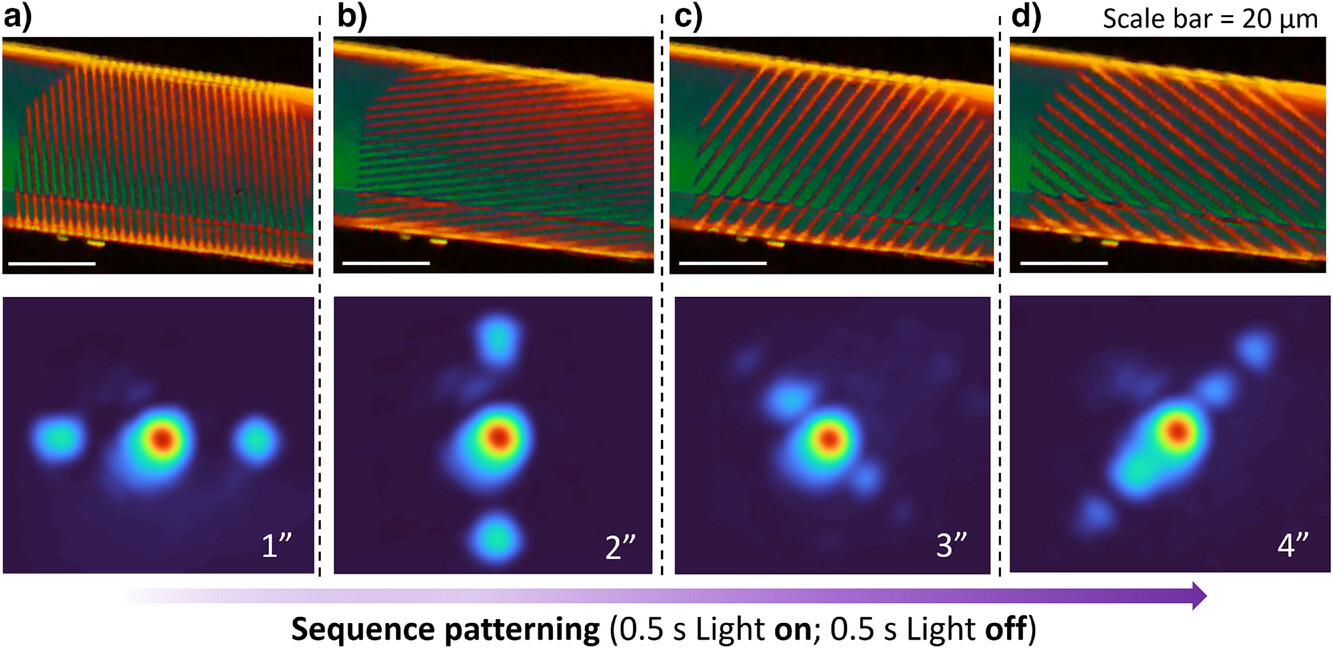 a)
b)
c)
d)
Scale bar = 20 μm
1”
2”
3”
4”
Sequence patterning (0.5 s Light on; 0.5 s Light off)